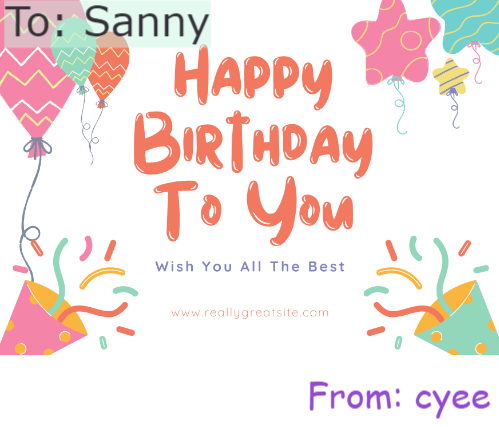 To: Sanny
Happy
Birthday
To You
Wish You All The Best
www.reallygreatsite.com
From: cyee